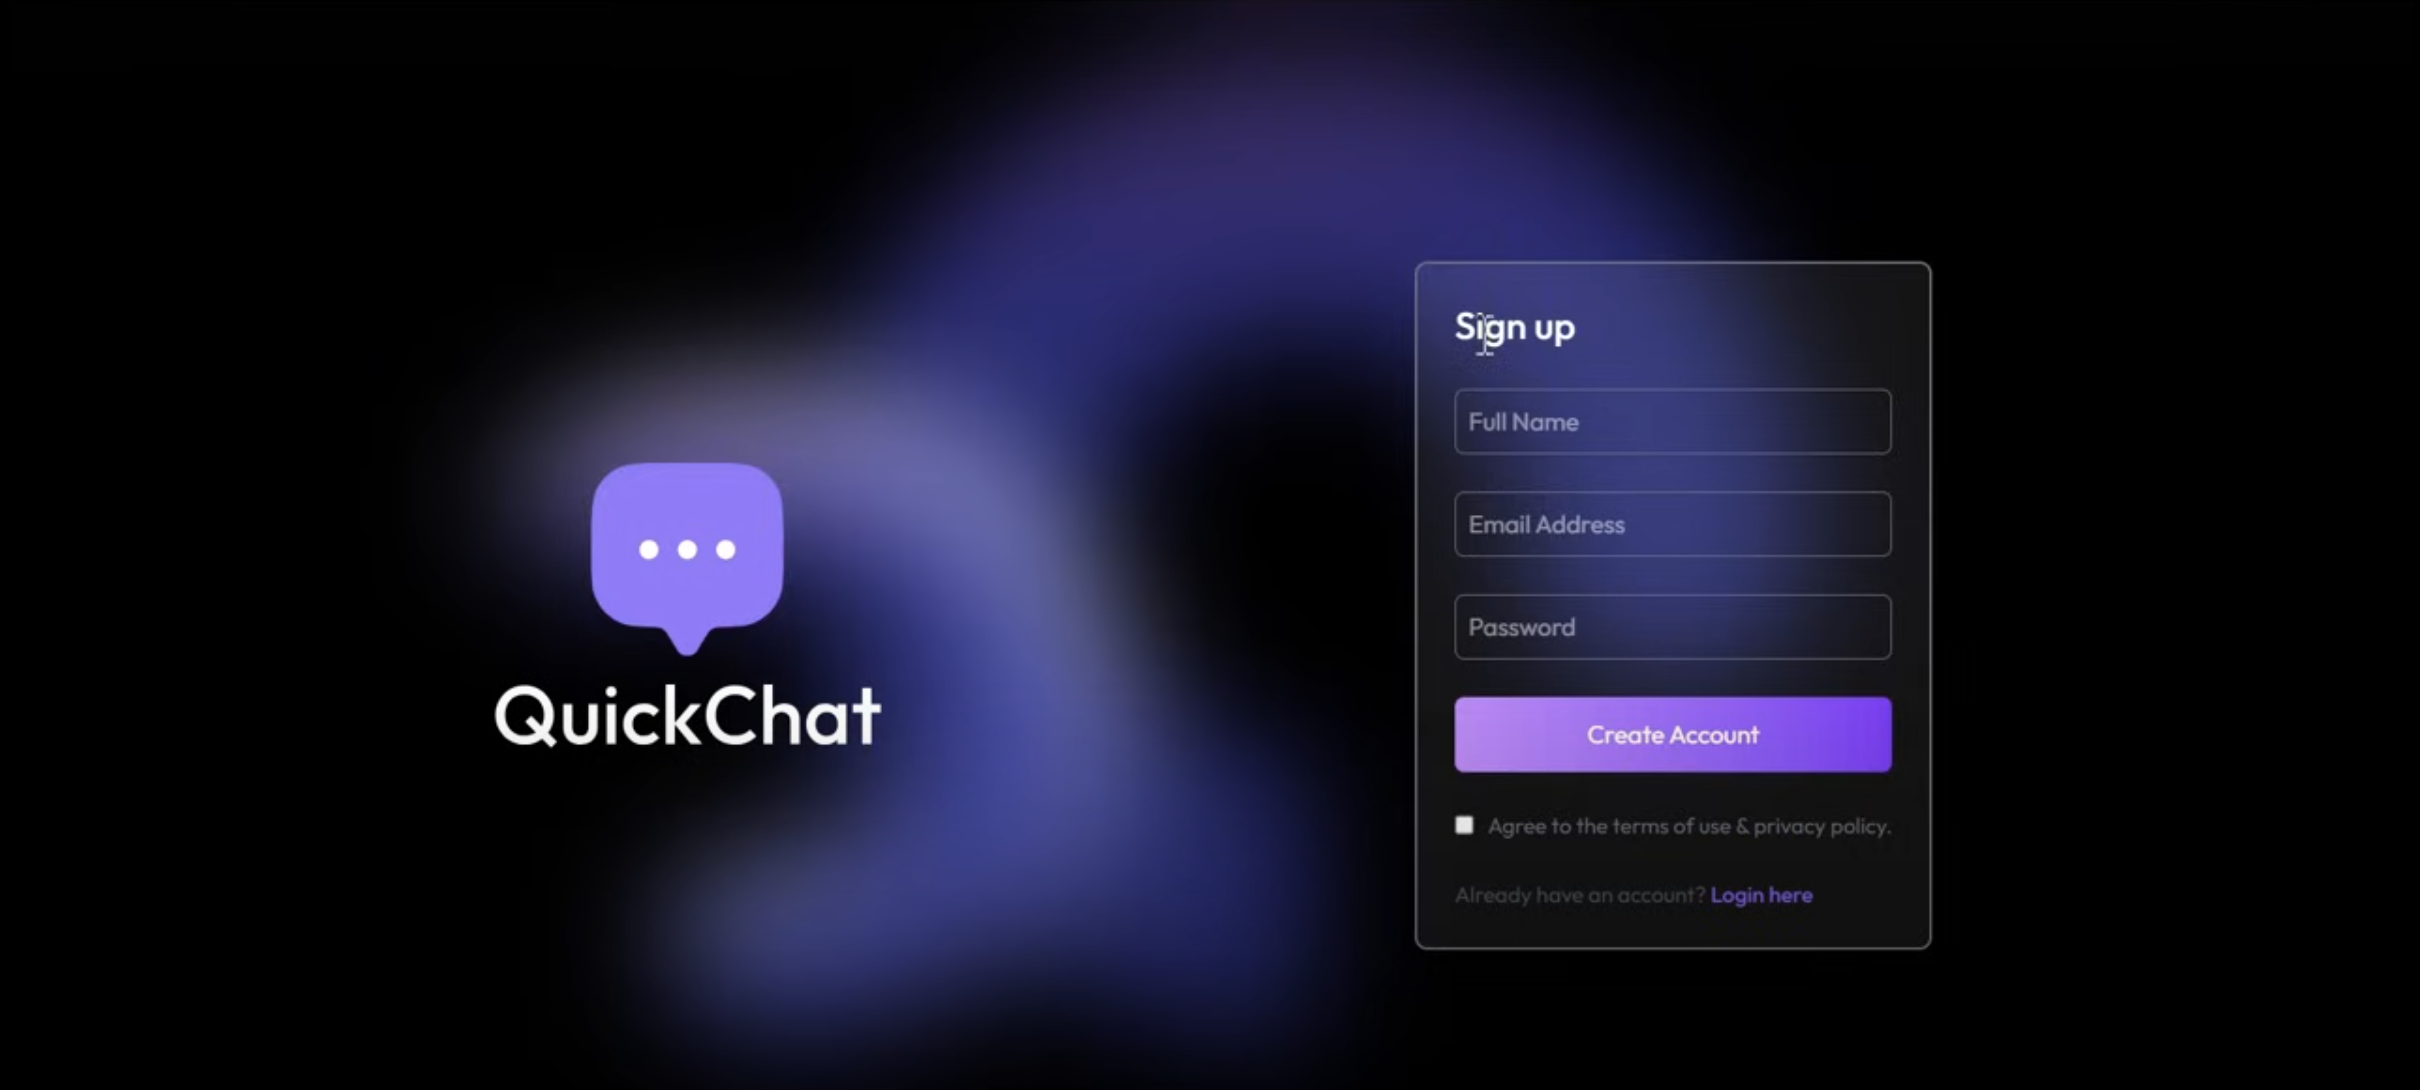 QuickChat
Sign up
Full Name
Email Address
Password
Create Account
Agree to the terms of use & privacy policy.
Already have an account? Login here